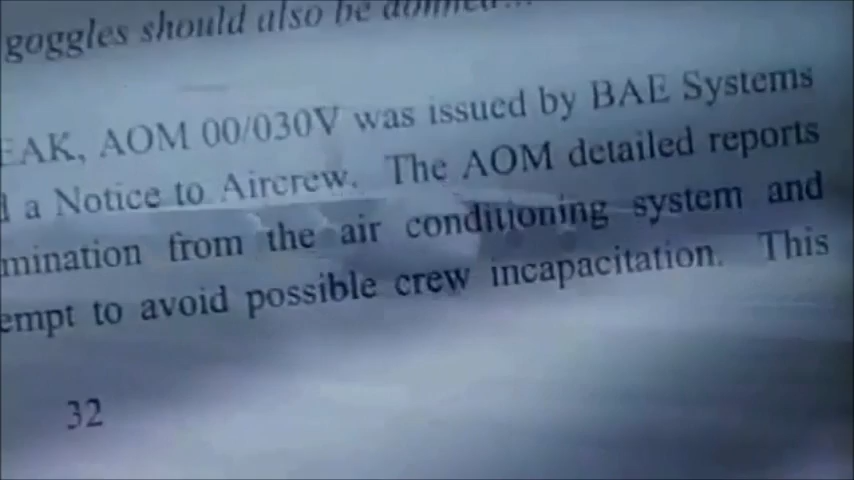 goggles should also be donned...
EAK, AOM 00/030V was issued by BAE Systems
d a Notice to Aircrew. The AOM detailed reports
mination from the air conditioning system and
empt to avoid possible crew incapacitation. This
32